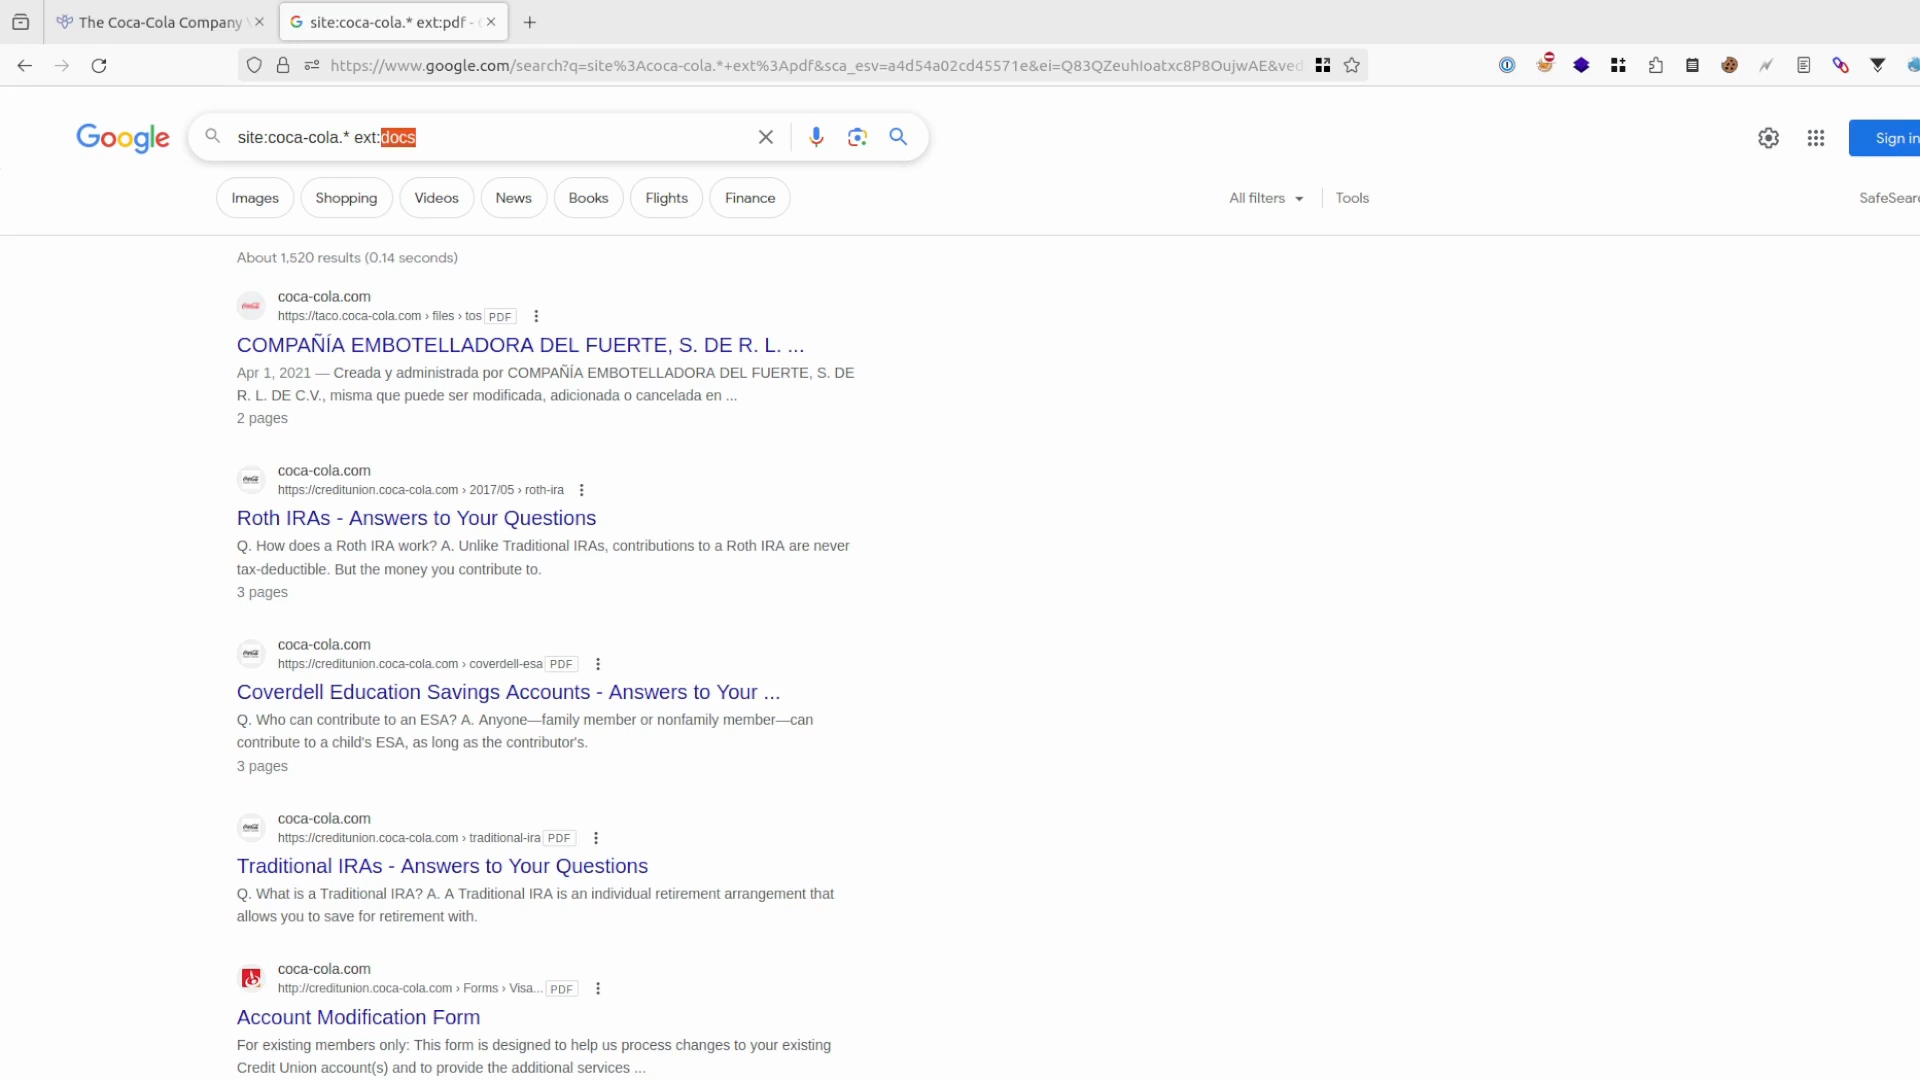 The Coca-Cola Company
site:coca-cola.* ext:pdf -
https://www.google.com/search?q=site%3Acoca-cola.*+ext%3Apdf&sca_esv=a4d54a02cd45571e&ei=Q83QZeuhIoatxc8P8OujwAE&ved
Google
site:coca-cola.* ext:docs
Sign in
Images
Shopping
Videos
News
Books
Flights
Finance
All filters
Tools
SafeSear
About 1,520 results (0.14 seconds)
coca-cola.com
https://taco.coca-cola.com › files › tos PDF
COMPAÑÍA EMBOTELLADORA DEL FUERTE, S. DE R. L. ...
Apr 1, 2021 — Creada y administrada por COMPAÑÍA EMBOTELLADORA DEL FUERTE, S. DE
R. L. DE C.V., misma que puede ser modificada, adicionada o cancelada en ...
2 pages
coca-cola.com
https://creditunion.coca-cola.com › 2017/05 › roth-ira
Roth IRAs - Answers to Your Questions
Q. How does a Roth IRA work? A. Unlike Traditional IRAs, contributions to a Roth IRA are never
tax-deductible. But the money you contribute to.
3 pages
coca-cola.com
https://creditunion.coca-cola.com › coverdell-esa PDF
Coverdell Education Savings Accounts - Answers to Your ...
Q. Who can contribute to an ESA? A. Anyone—family member or nonfamily member—can
contribute to a child's ESA, as long as the contributor's.
3 pages
coca-cola.com
https://creditunion.coca-cola.com › traditional-ira PDF
Traditional IRAs - Answers to Your Questions
Q. What is a Traditional IRA? A. A Traditional IRA is an individual retirement arrangement that
allows you to save for retirement with.
coca-cola.com
http://creditunion.coca-cola.com › Forms › Visa... PDF
Account Modification Form
For existing members only: This form is designed to help us process changes to your existing
Credit Union account(s) and to provide the additional services ...